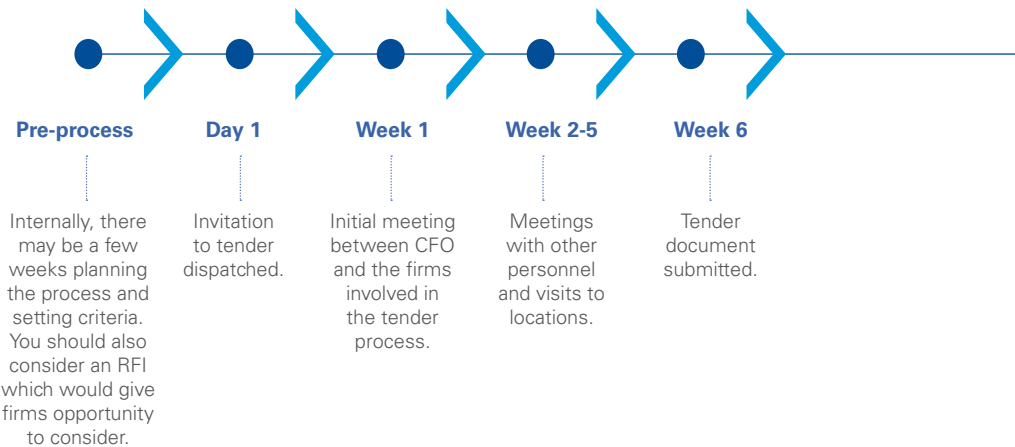 Pre-process
Internally, there
may be a few
weeks planning
the process and
setting criteria.
You should also
consider an RFI
which would give
firms opportunity
to consider.
Day 1
Invitation
to tender
dispatched.
Week 1
Initial meeting
between CFO
and the firms
involved in
the tender
process.
Week 2-5
Meetings
with other
personnel
and visits to
locations.
Week 6
Tender
document
submitted.